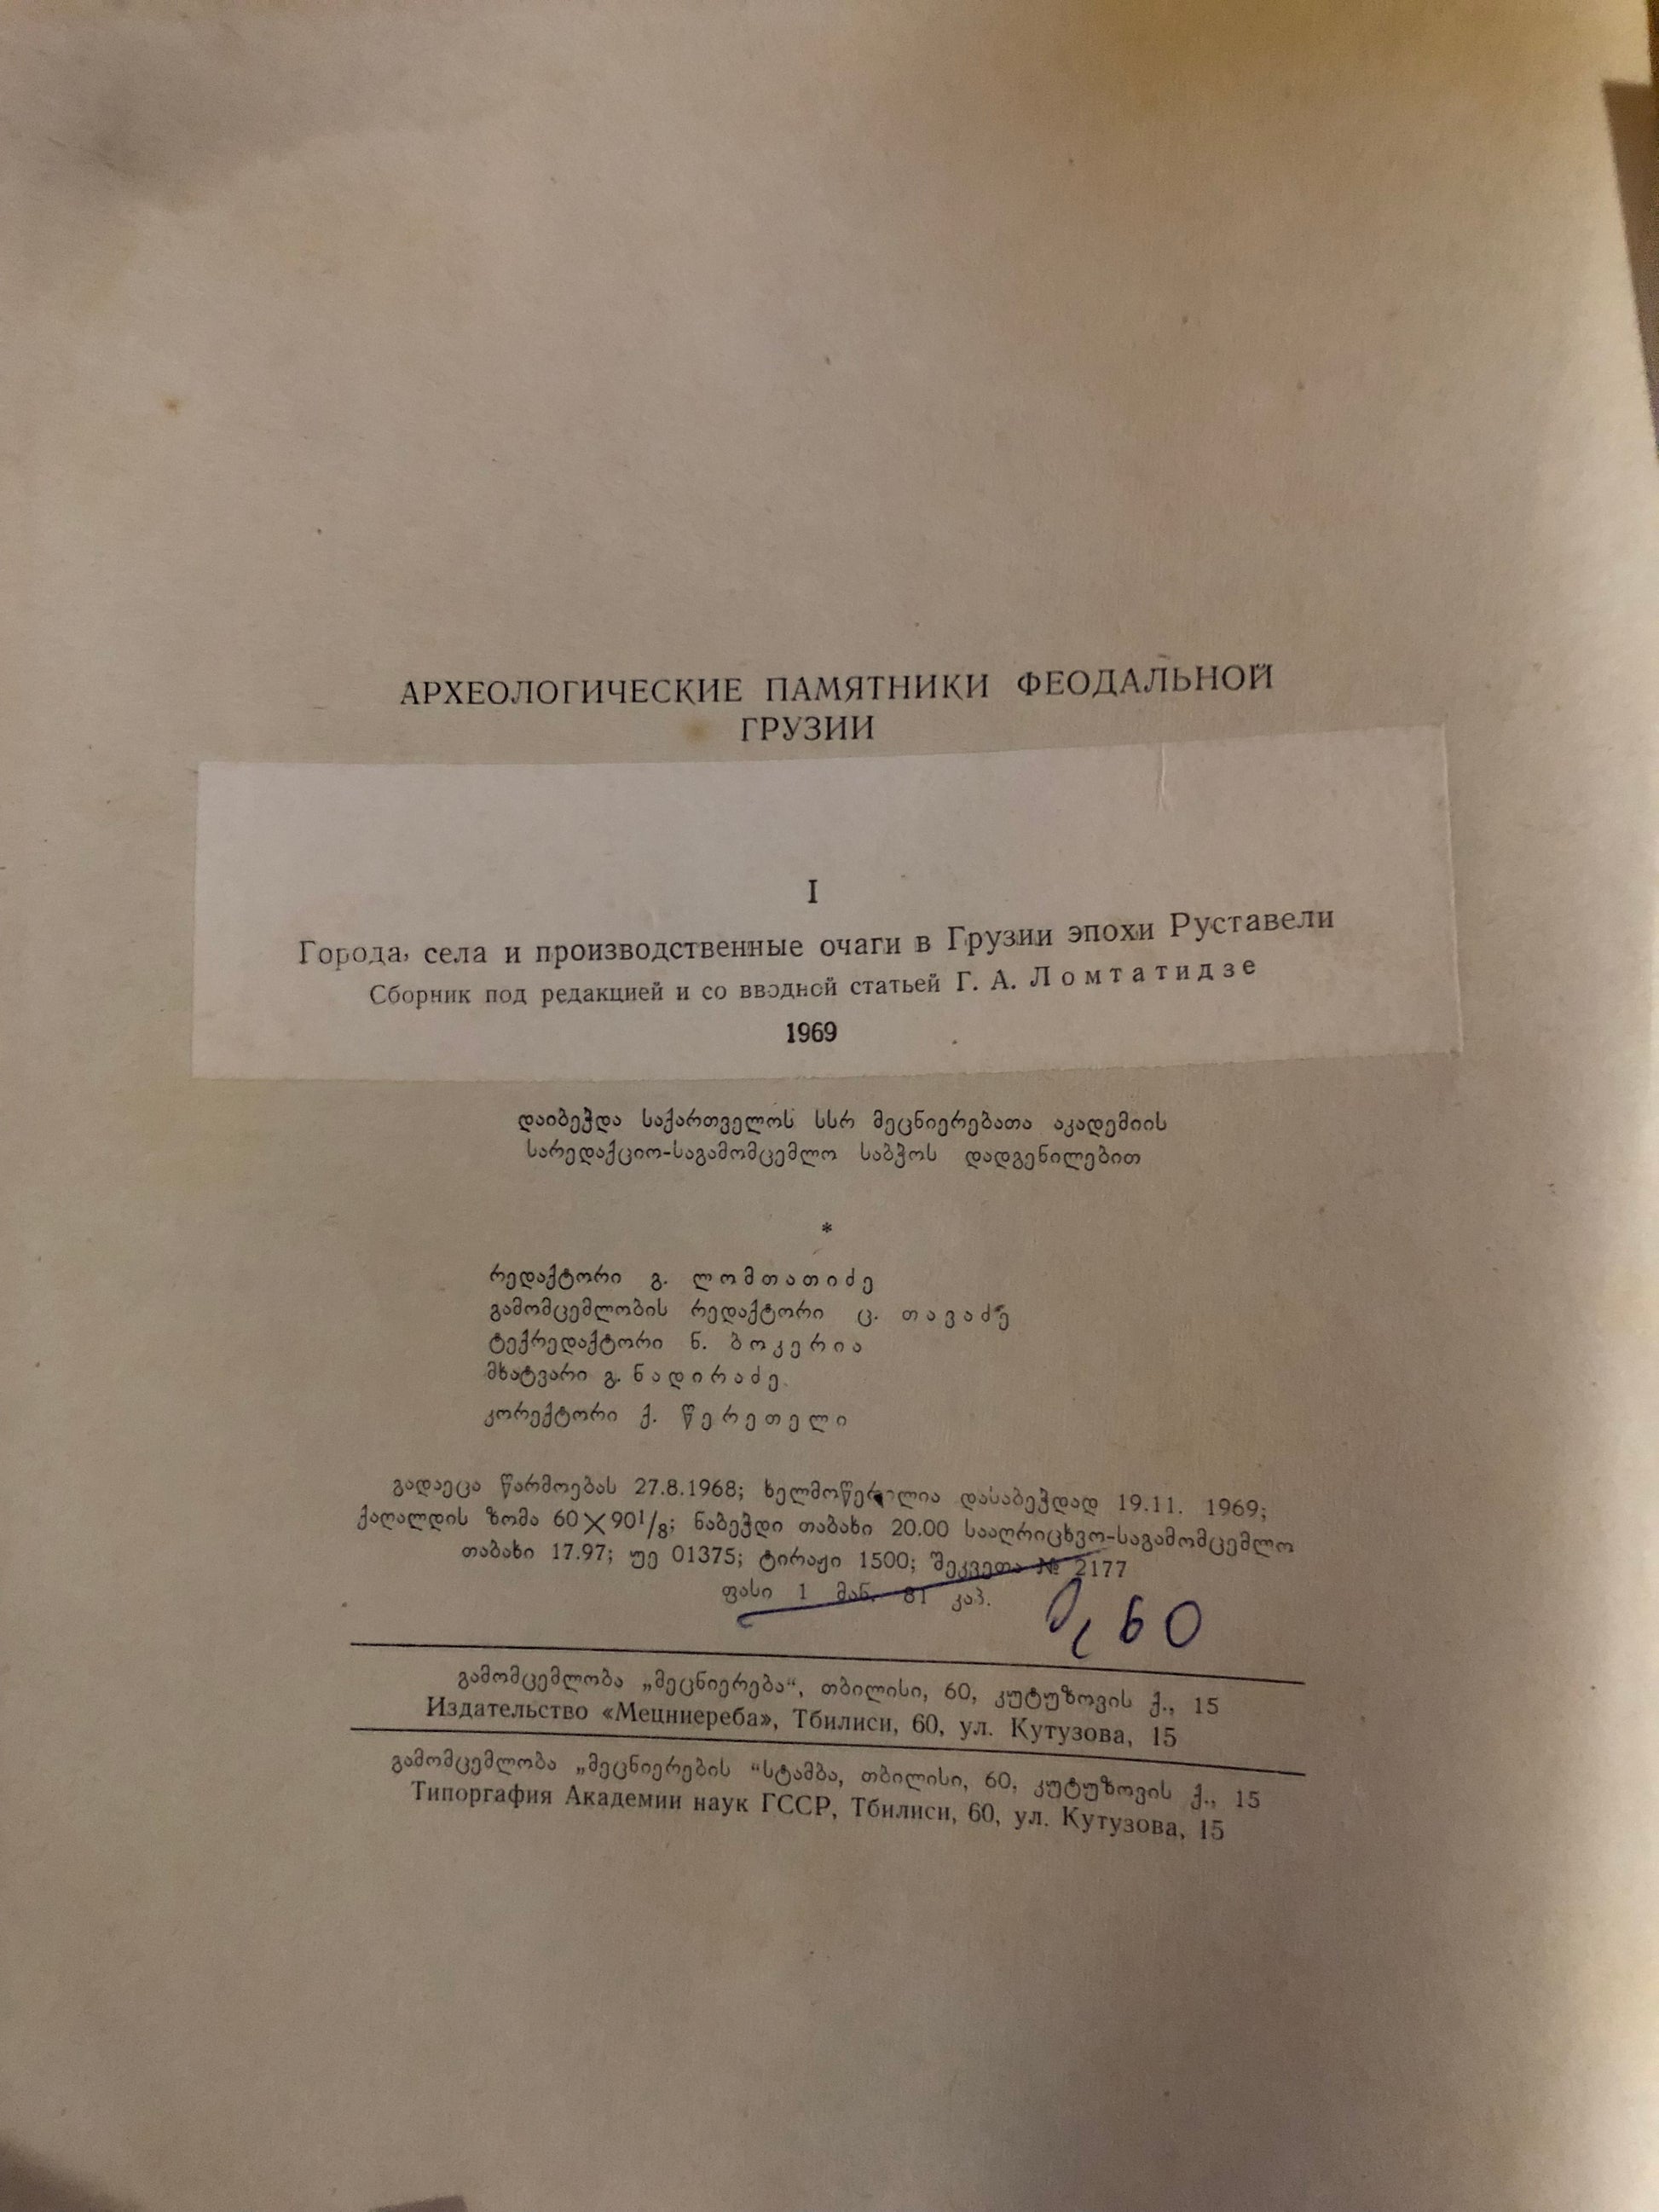 АРХЕОЛОГИЧЕСКИЕ ПАМЯТНИКИ ФЕОДАЛЬНОЙ
ГРУЗИИ
I
Города, села и производственные очаги в Грузии эпохи Руставели
Сборник под редакцией и со вводной статьей Г. А. Ломтатидзе
1969
დაიბეჭდა საქართველოს სსრ მეცნიერებათა აკადემიის
სარედაქციო-საგამომცემლო საბჭოს დადგენილებით
*
რედაქტორი გ. ლომთათიძე
გამომცემლობის რედაქტორი ც. თავაძე
ტექრედაქტორი ნ. ბოკერია
მხატვარი გ. ნადირაძე
კორექტორი ქ. წერეთელი
გადაეცა წარმოებას 27.8.1968; ხელმოწერილია დასაბეჭდად 19.11. 1969;
ქაღალდის ზომა 60×90 1/8; ნაბეჭდი თაბახი 20.00 სააღრიცხვო-საგამომცემლო
თაბახი 17.97; უე 01375; ტირაჟი 1500; შეკვეთა № 2177
ფასი 1 მან. 81 კაპ.
60
გამომცემლობა „მეცნიერება“, თბილისი, 60, კუტუზოვის ქ., 15
Издательство «Мецниереба», Тбилиси, 60, ул. Кутузова, 15
გამომცემლობა „მეცნიერების “სტამბა, თბილისი, 60, კუტუზოვის ქ., 15
Типоргафия Академии наук ГССР, Тбилиси, 60, ул. Кутузова, 15